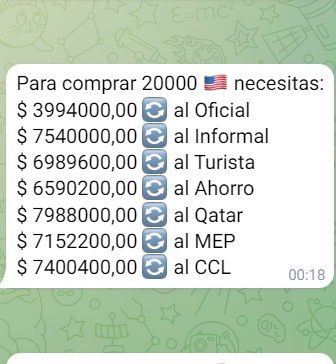 Para comprar 20000 🇺🇸 necesitas:
$ 3994000,00 🔄 al Oficial
$ 7540000,00 🔄 al Informal
$ 6989600,00 🔄 al Turista
$ 6590200,00 🔄 al Ahorro
$ 7988000,00 🔄 al Qatar
$ 7152200,00 🔄 al MEP
$ 7400400,00 🔄 al CCL
00:18